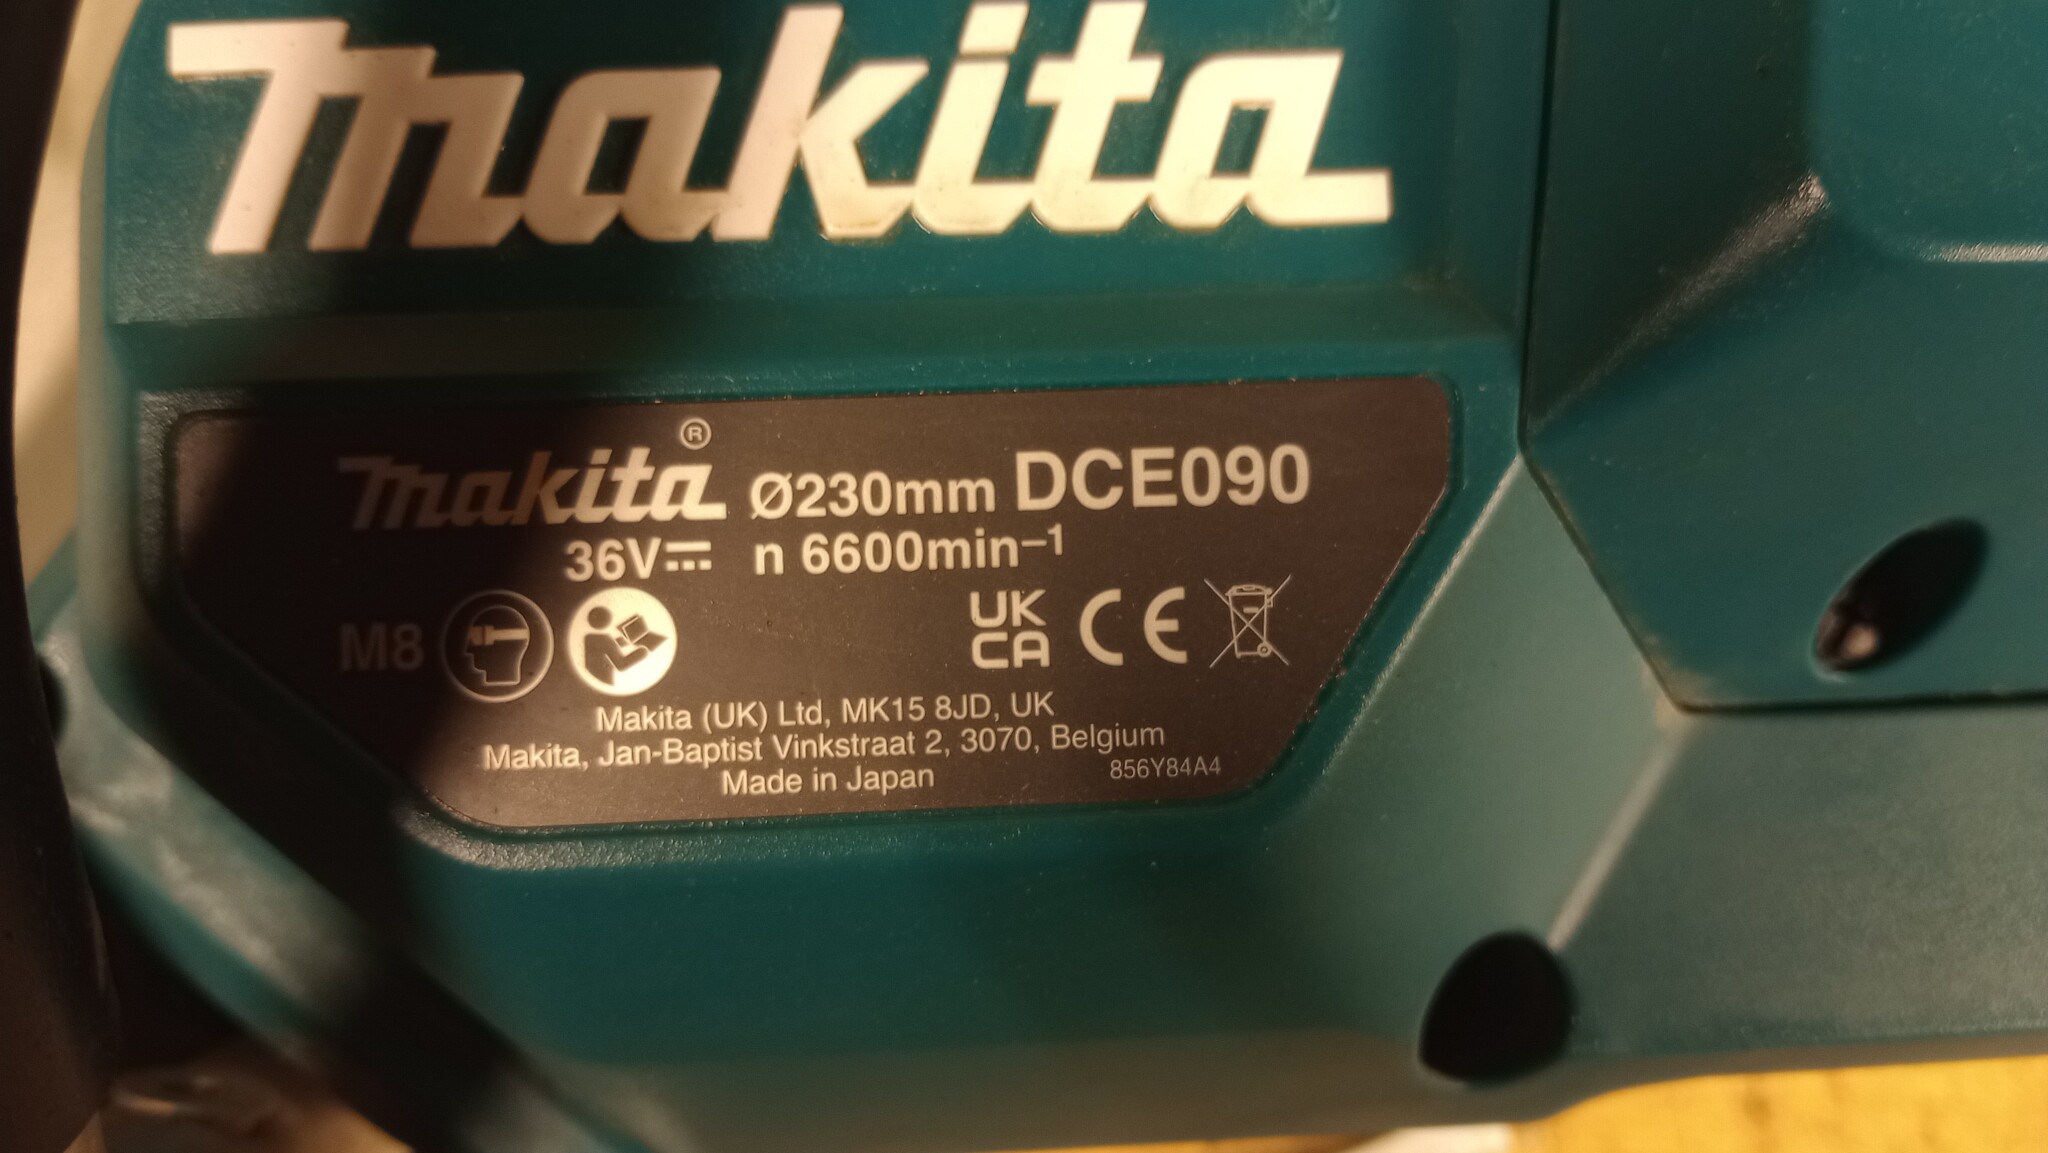 makita
makita® Ø230mm DCE090
36V⎓ n 6600min⁻¹
M8 UK CA CE
Makita (UK) Ltd, MK15 8JD, UK
Makita, Jan-Baptist Vinkstraat 2, 3070, Belgium
Made in Japan 856Y84A4